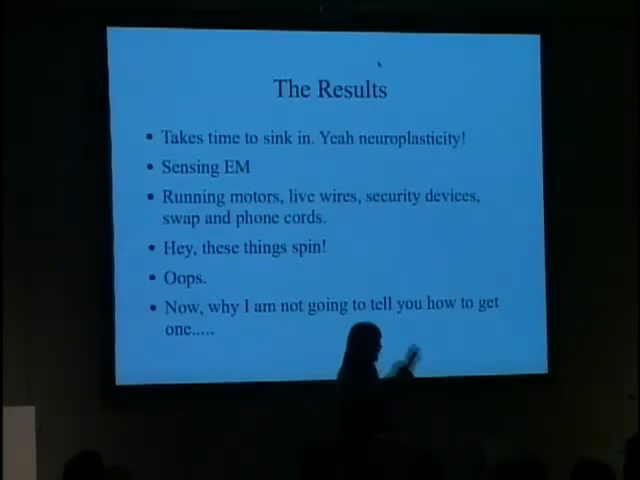 The Results
• Takes time to sink in. Yeah neuroplasticity!
• Sensing EM
• Running motors, live wires, security devices,
swap and phone cords.
• Hey, these things spin!
• Oops.
• Now, why I am not going to tell you how to get
one.....